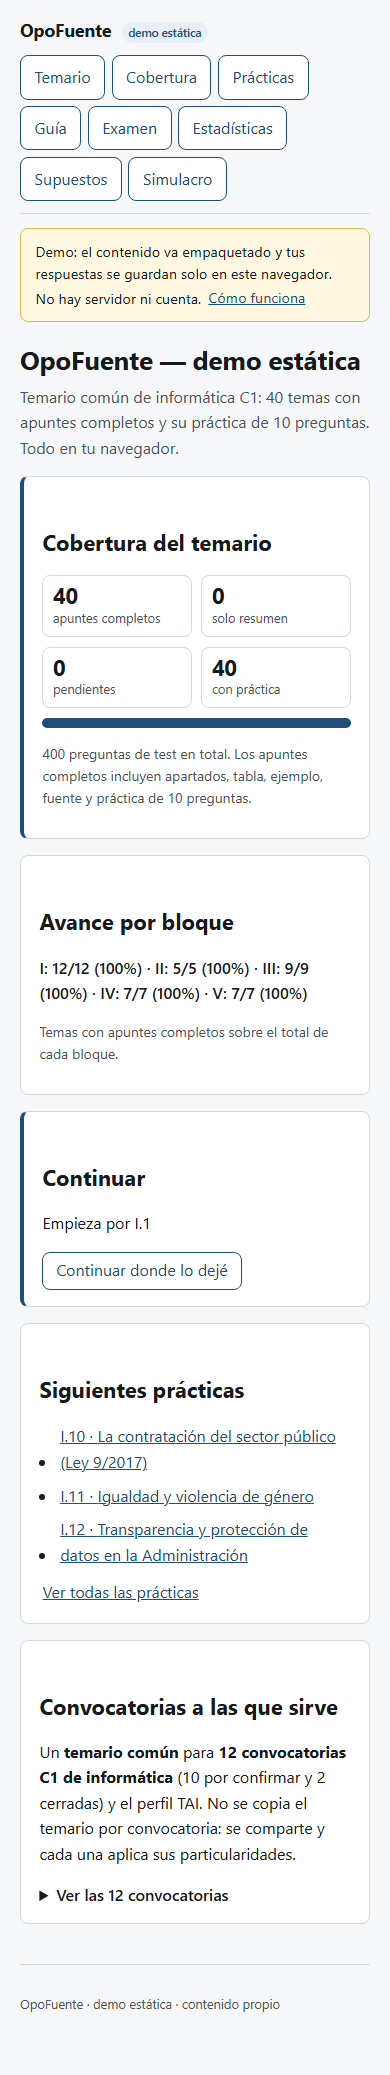 OpoFuente demo estática
Temario Cobertura Prácticas
Guía Examen Estadísticas
Supuestos Simulacro
Demo: el contenido va empaquetado y tus
respuestas se guardan solo en este navegador.
No hay servidor ni cuenta. Cómo funciona
OpoFuente — demo estática
Temario común de informática C1: 40 temas con
apuntes completos y su práctica de 10 preguntas.
Todo en tu navegador.
Cobertura del temario
40 0
apuntes completos solo resumen
0 40
pendientes con práctica
400 preguntas de test en total. Los apuntes
completos incluyen apartados, tabla, ejemplo,
fuente y práctica de 10 preguntas.
Avance por bloque
I: 12/12 (100%) · II: 5/5 (100%) · III: 9/9
(100%) · IV: 7/7 (100%) · V: 7/7 (100%)
Temas con apuntes completos sobre el total de
cada bloque.
Continuar
Empieza por I.1
Continuar donde lo dejé
Siguientes prácticas
I.10 · La contratación del sector público
(Ley 9/2017)
I.11 · Igualdad y violencia de género
I.12 · Transparencia y protección de
datos en la Administración
Ver todas las prácticas
Convocatorias a las que sirve
Un temario común para 12 convocatorias
C1 de informática (10 por confirmar y 2
cerradas) y el perfil TAI. No se copia el
temario por convocatoria: se comparte y
cada una aplica sus particularidades.
Ver las 12 convocatorias
OpoFuente · demo estática · contenido propio